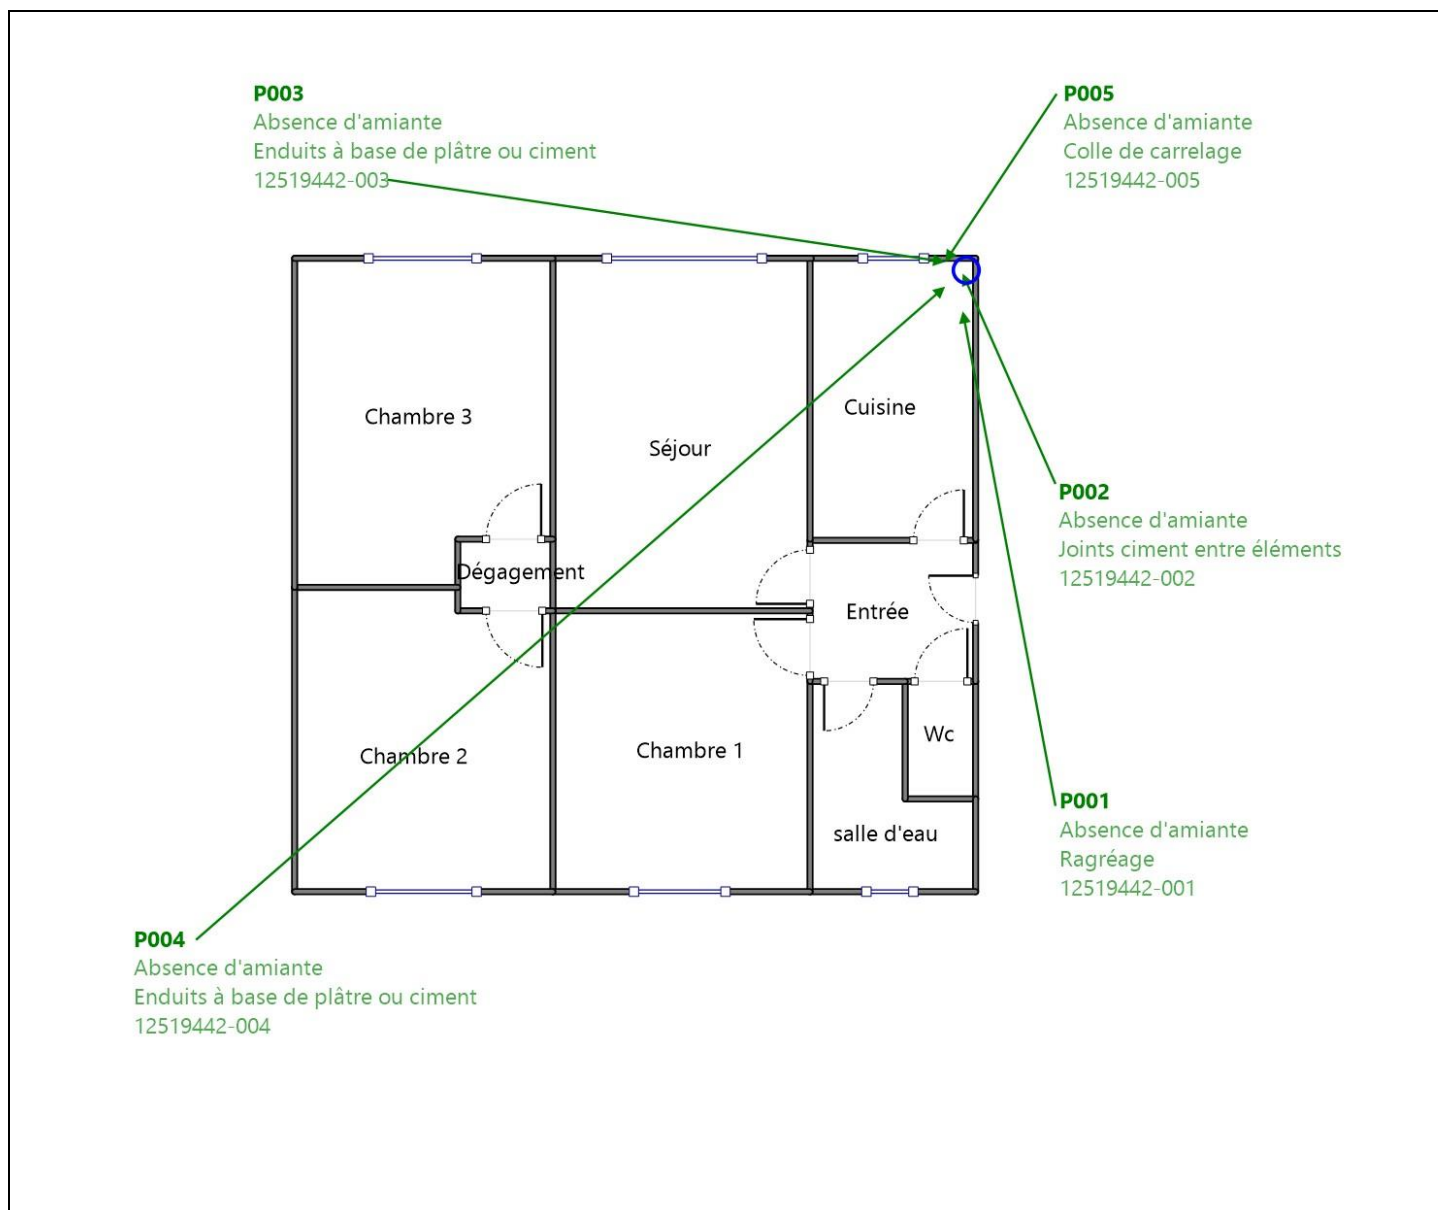 P003
Absence d'amiante
Enduits à base de plâtre ou ciment
12519442-003
P005
Absence d'amiante
Colle de carrelage
12519442-005
Chambre 3
Séjour
Cuisine
P002
Absence d'amiante
Joints ciment entre éléments
12519442-002
Dégagement
Entrée
Chambre 2
Chambre 1
Wc
salle d'eau
P001
Absence d'amiante
Ragréage
12519442-001
P004
Absence d'amiante
Enduits à base de plâtre ou ciment
12519442-004